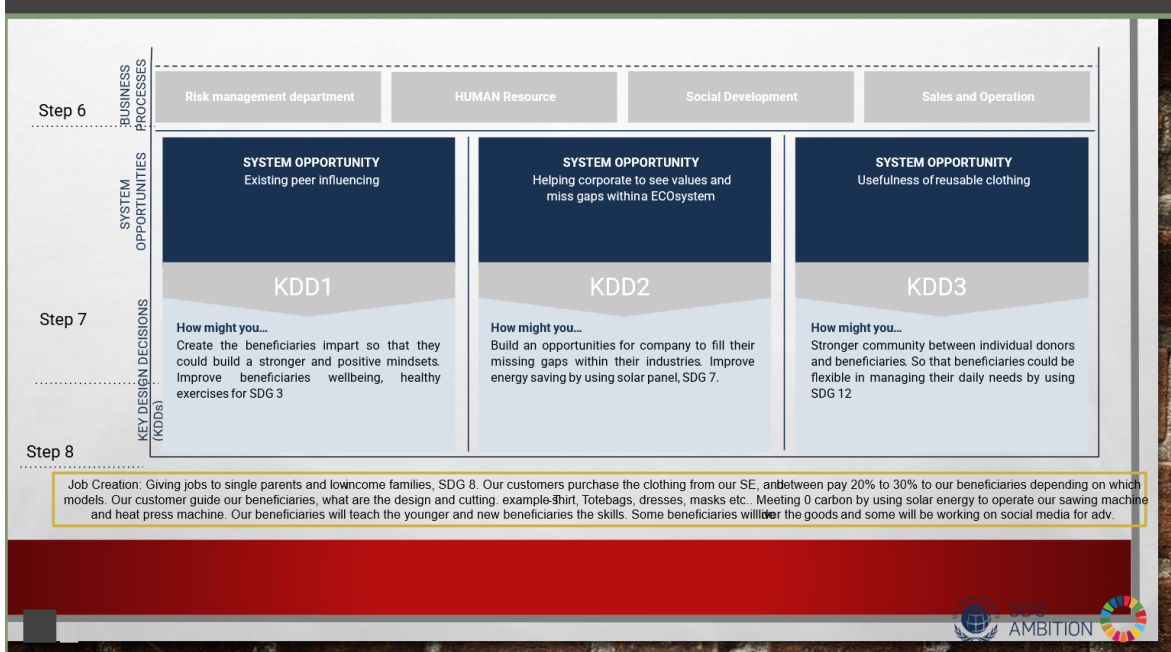 Step 6
BUSINESS
PROCESSES
Risk management department
HUMAN Resource
Social Development
Sales and Operation
SYSTEM
OPPORTUNITIES
SYSTEM OPPORTUNITY
Existing peer influencing
SYSTEM OPPORTUNITY
Helping corporate to see values and
miss gaps withina ECOsystem
SYSTEM OPPORTUNITY
Usefulness ofreusable clothing
Step 7
KEY DESIGN DECISIONS
(KDDs)
KDD1
How might you...
Create the beneficiaries impart so that they
could build a stronger and positive mindsets.
Improve beneficiaries wellbeing, healthy
exercises for SDG 3
KDD2
How might you...
Build an opportunities for company to fill their
missing gaps within their industries. Improve
energy saving by using solar panel, SDG 7.
KDD3
How might you...
Stronger community between individual donors
and beneficiaries. So that beneficiaries could be
flexible in managing their daily needs by using
SDG 12
Step 8
Job Creation: Giving jobs to single parents and income families, SDG 8. Our customers purchase the clothing from our SE, and between pay 20% to 30% to our beneficiaries depending on which
models. Our customer guide our beneficiaries, what are the design and cutting. example- Totebags, dresses, masks etc.. Meeting 0 carbon by using solar energy to operate our sawing machine
and heat press machine. Our beneficiaries will teach the younger and new beneficiaries the skills. Some beneficiaries will the goods and some will be working on social media for adv.
SDG
AMBITION